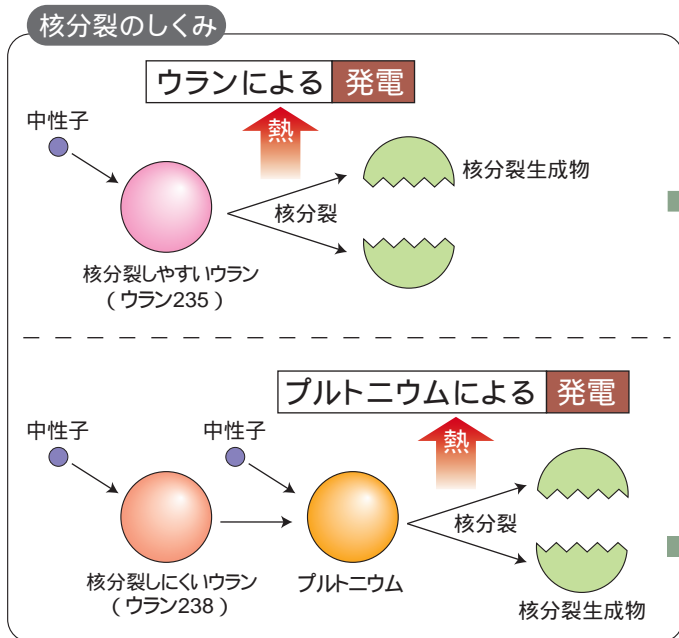 核分裂のしくみ
ウランによる 発電
中性子
熱
核分裂生成物
核分裂
核分裂しやすいウラン
（ウラン235）
プルトニウムによる 発電
中性子
中性子
熱
核分裂
核分裂しにくいウラン
（ウラン238）
プルトニウム
核分裂生成物